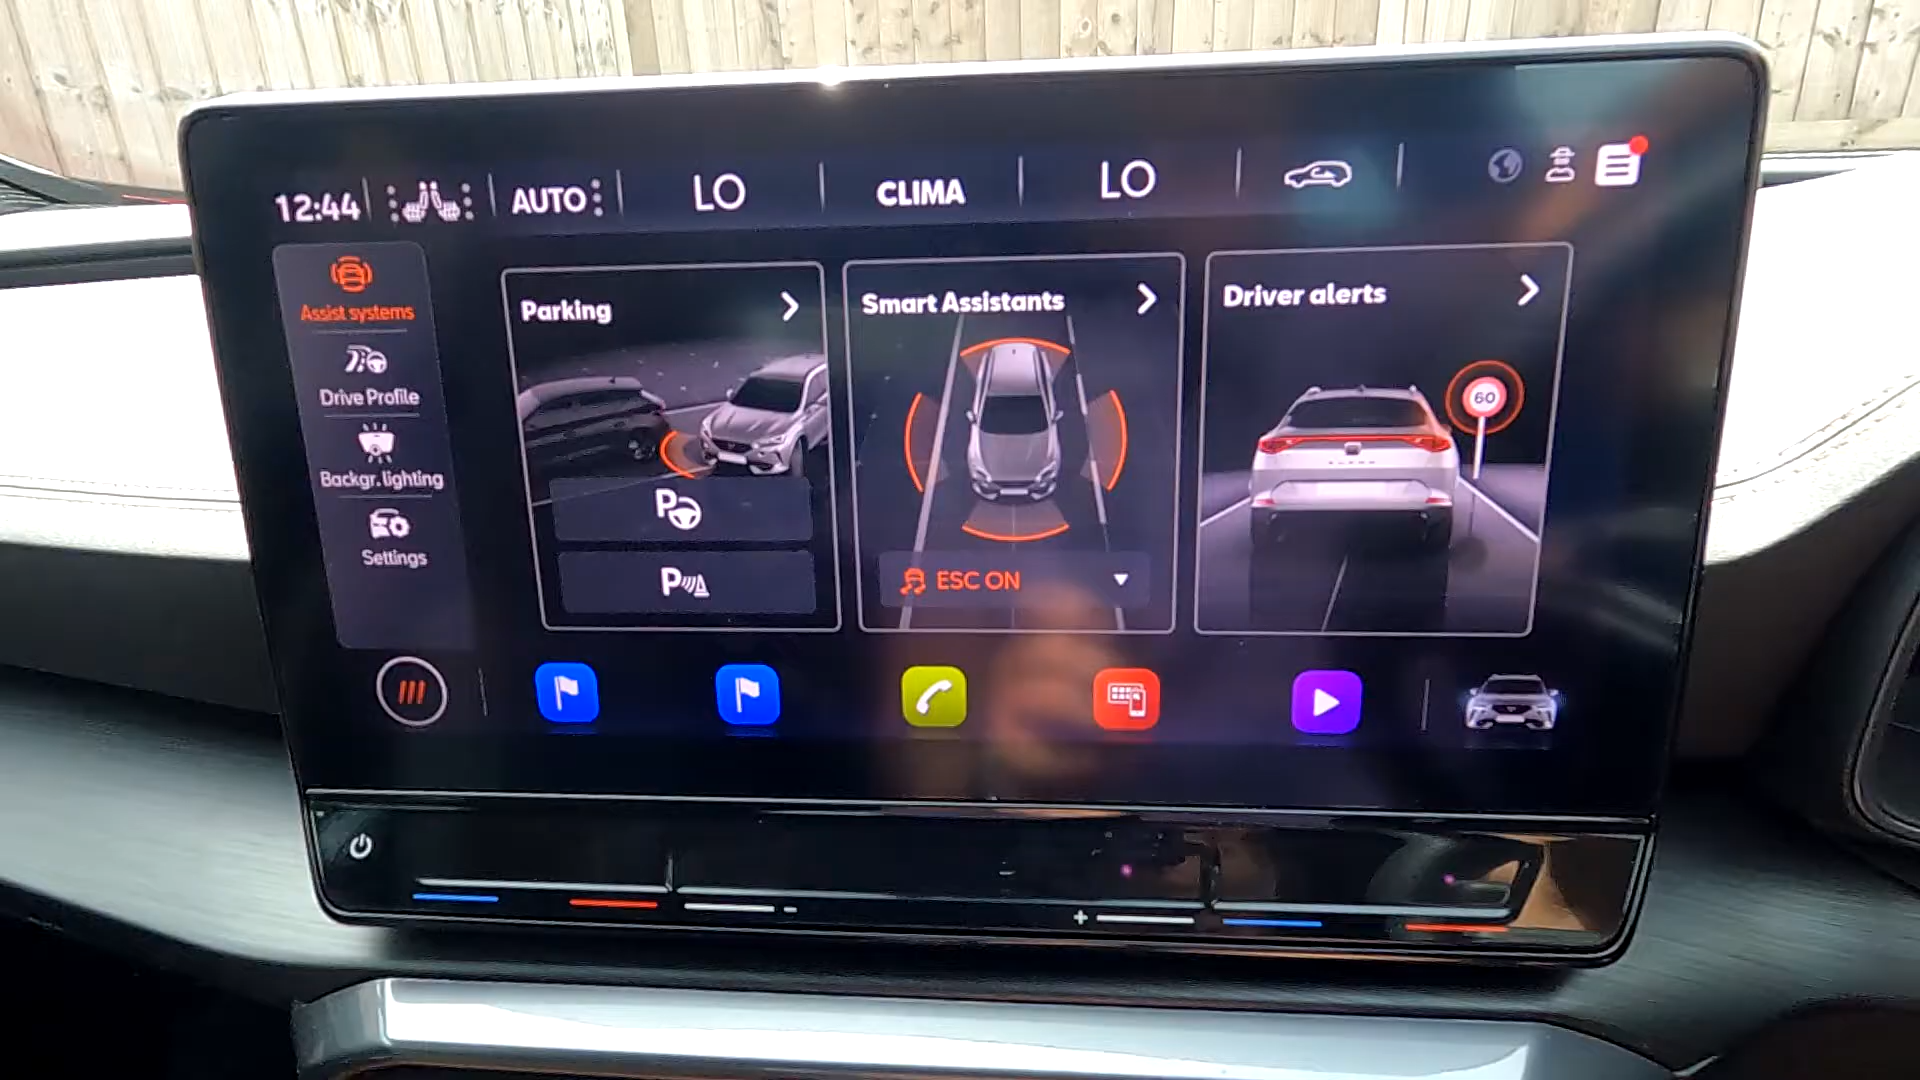 12:44
AUTO
LO
CLIMA
LO
Assist systems
Drive Profile
Backgr. lighting
Settings
Parking
P
P
Smart Assistants
ESC ON
Driver alerts
60